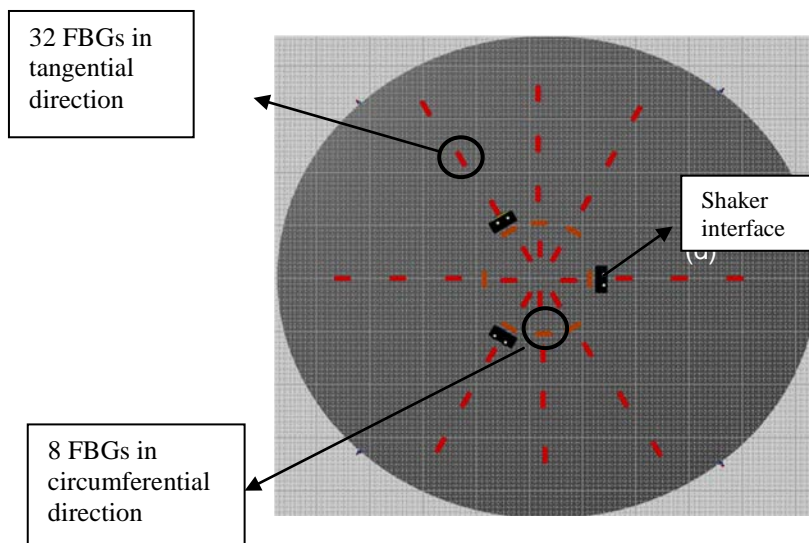 32 FBGs in
tangential
direction
Shaker
interface
(d)
8 FBGs in
circumferential
direction